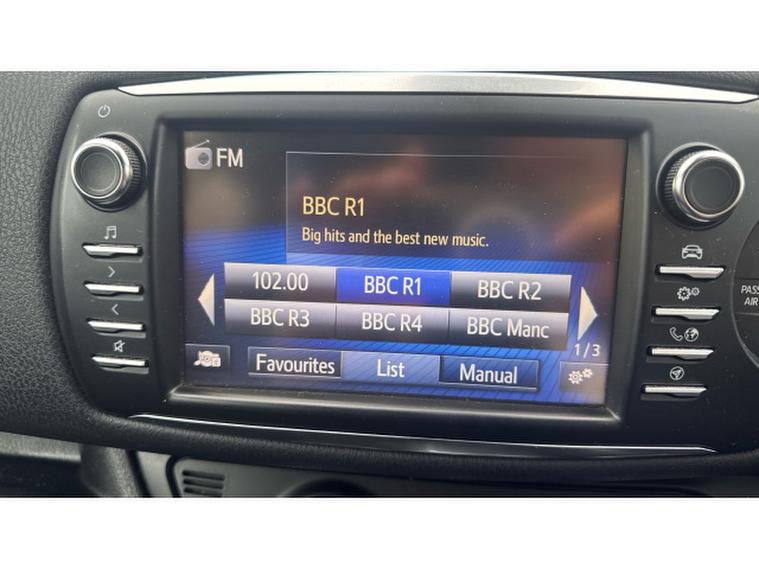 FM
BBC R1
Big hits and the best new music.
102.00 BBC R1 BBC R2
BBC R3 BBC R4 BBC Manc
1/3
Favourites List Manual
PASS
AIR